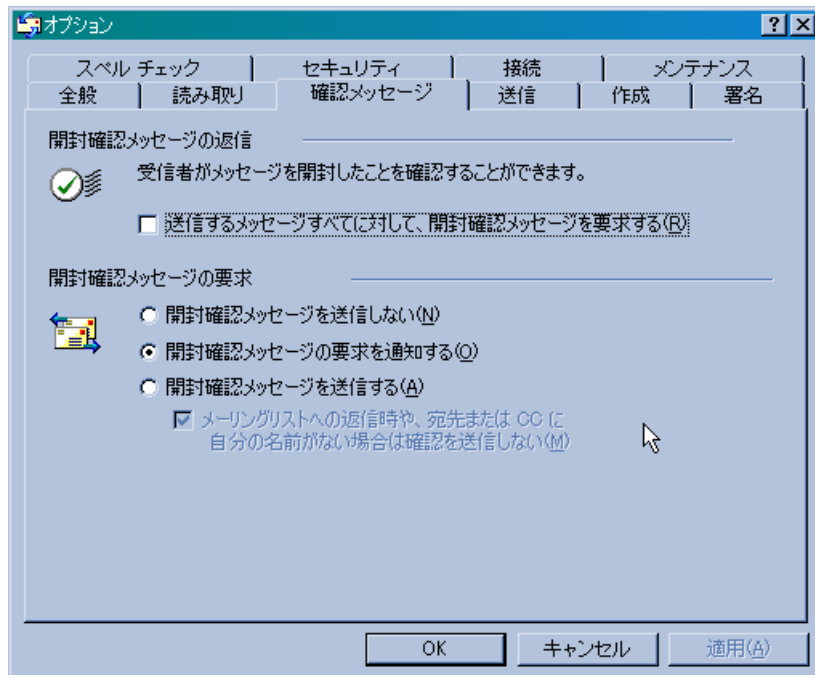 オプション
スペル チェック
セキュリティ
接続
メンテナンス
全般
読み取り
確認メッセージ
送信
作成
署名
開封確認メッセージの返信
受信者がメッセージを開封したことを確認することができます。
送信するメッセージすべてに対して、開封確認メッセージを要求する(R)
開封確認メッセージの要求
開封確認メッセージを送信しない(N)
開封確認メッセージの要求を通知する(O)
開封確認メッセージを送信する(A)
メーリングリストへの返信時や、宛先または CC に
自分の名前がない場合は確認を送信しない(M)
OK
キャンセル
適用(A)